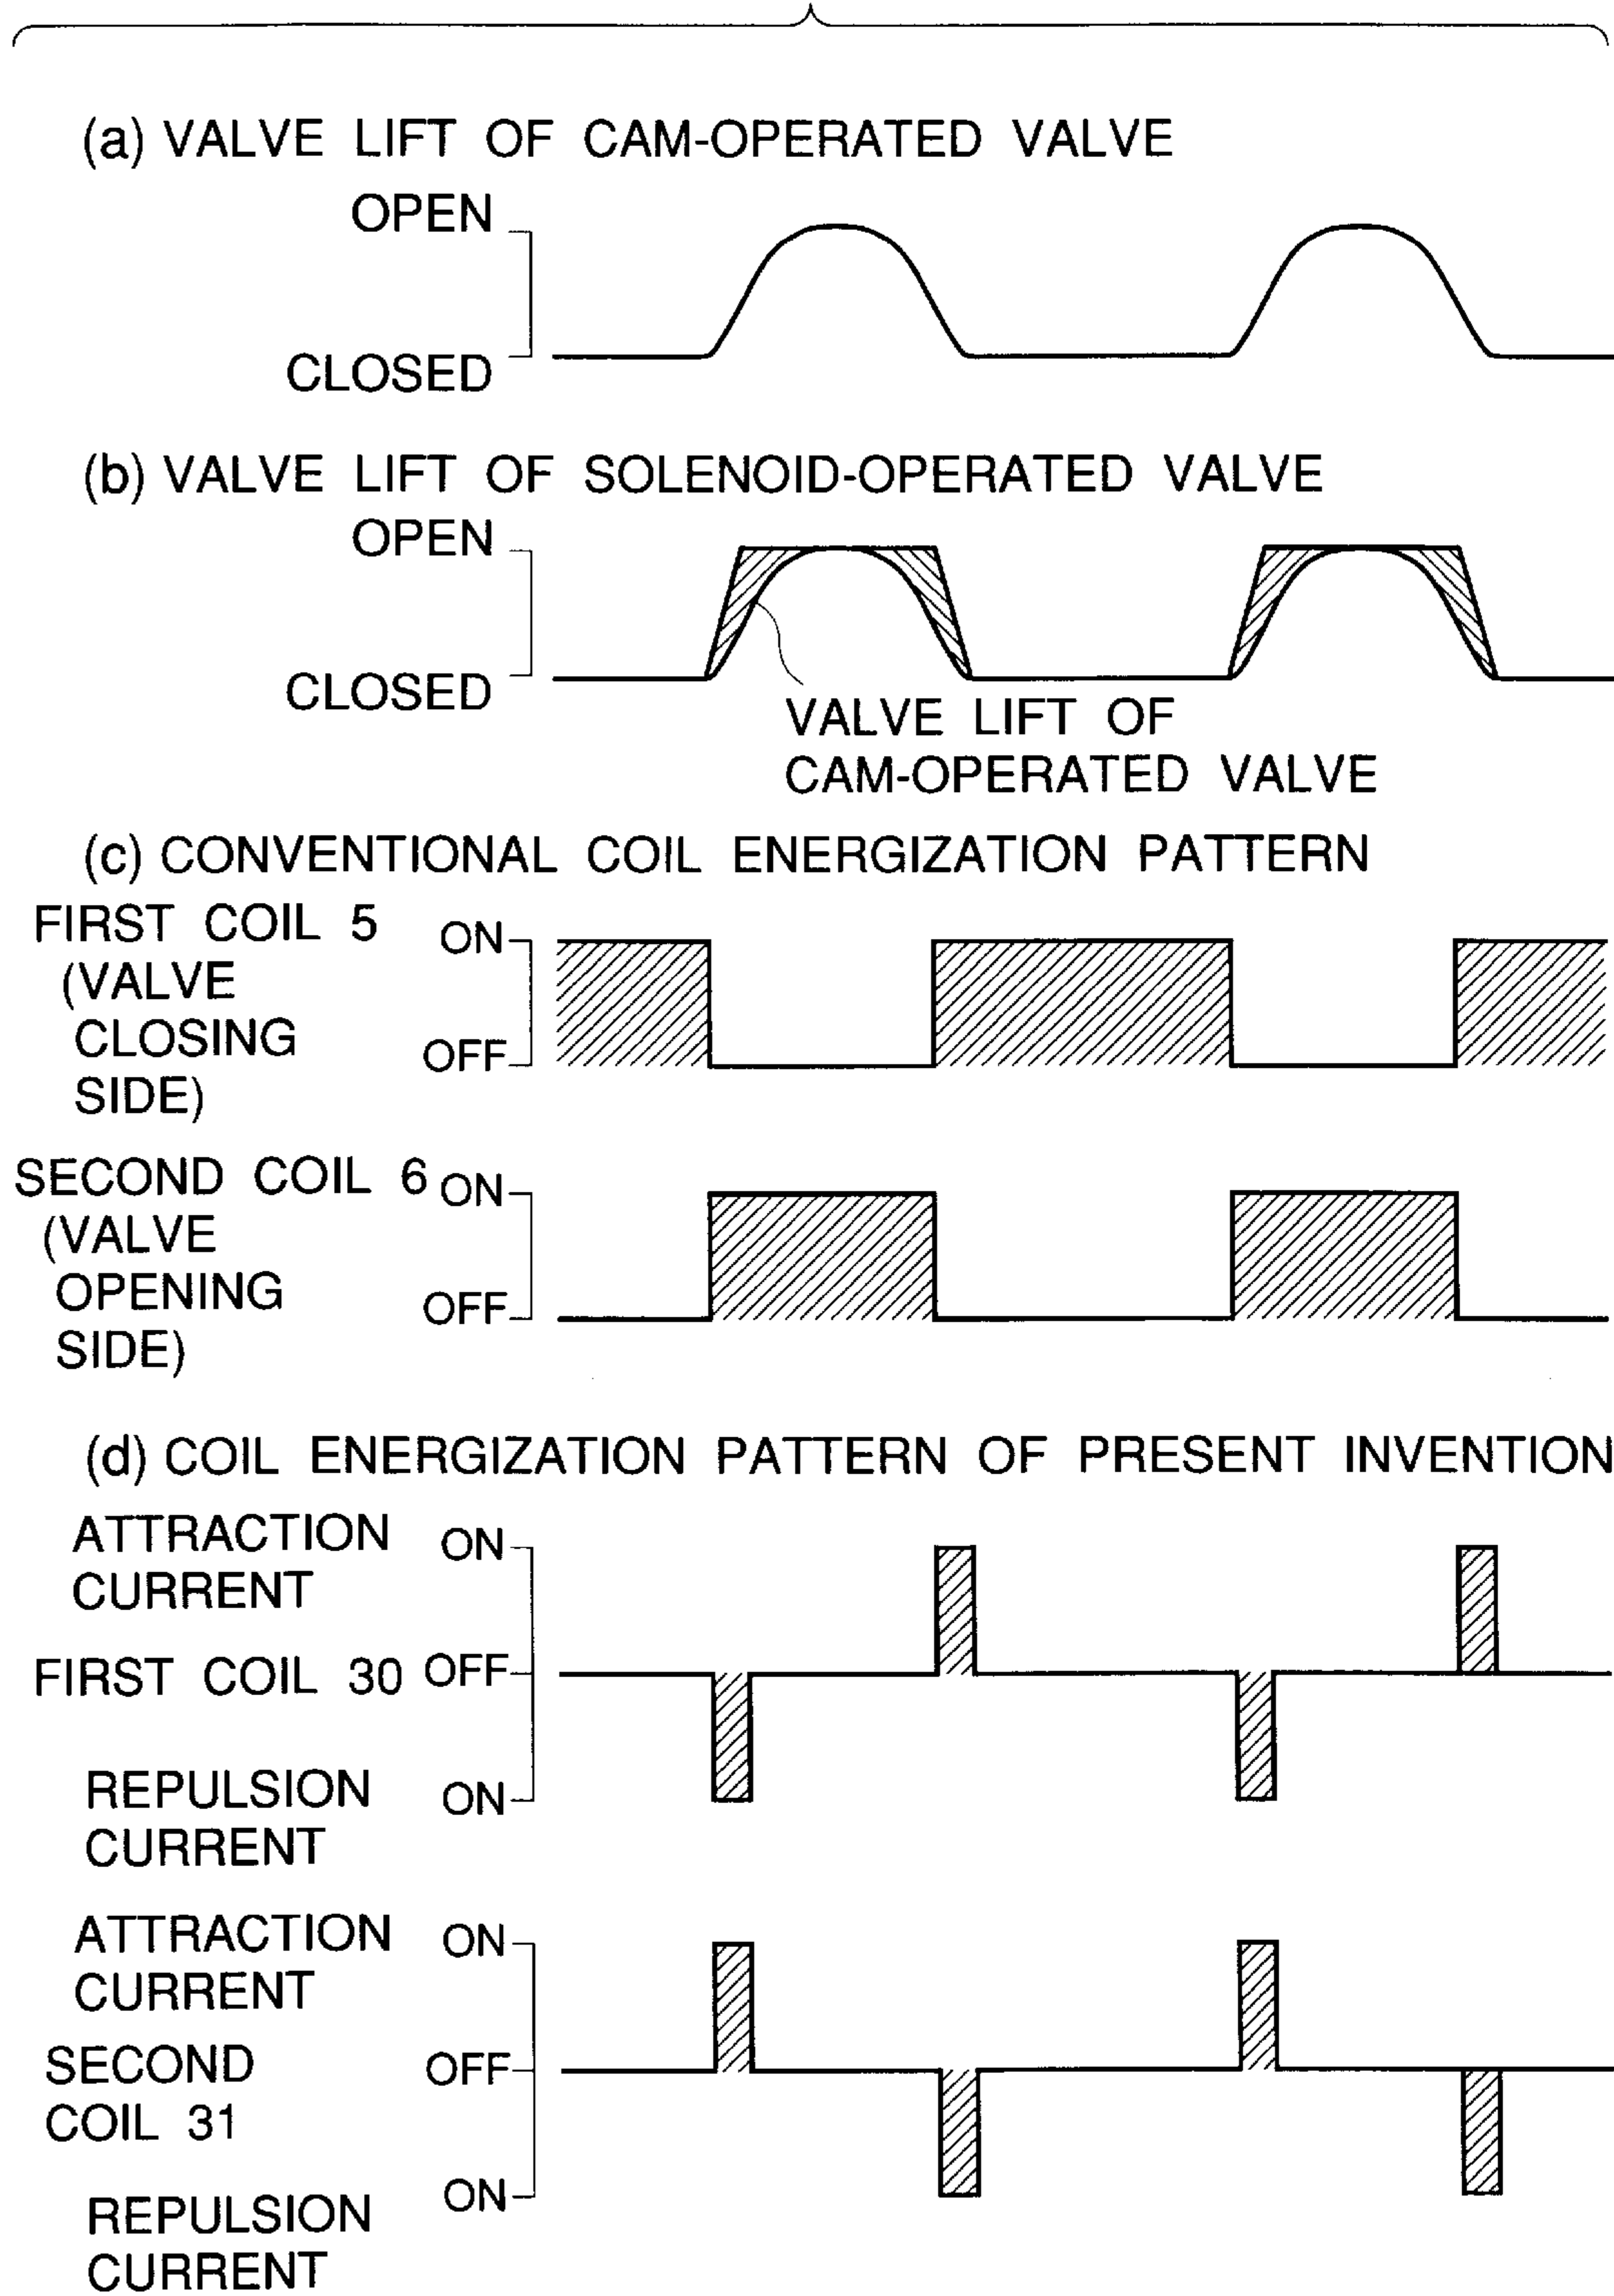 (a) VALVE LIFT OF CAM-OPERATED VALVE
OPEN
CLOSED
(b) VALVE LIFT OF SOLENOID-OPERATED VALVE
OPEN
CLOSED
VALVE LIFT OF
CAM-OPERATED VALVE
(c) CONVENTIONAL COIL ENERGIZATION PATTERN
FIRST COIL 5 ON
(VALVE
CLOSING
OFF
SIDE)
SECOND COIL 6 ON
(VALVE
OPENING
OFF
SIDE)
(d) COIL ENERGIZATION PATTERN OF PRESENT INVENTION
ATTRACTION ON
CURRENT
FIRST COIL 30 OFF
REPULSION ON
CURRENT
ATTRACTION ON
CURRENT
SECOND OFF
COIL 31
ON
REPULSION
CURRENT